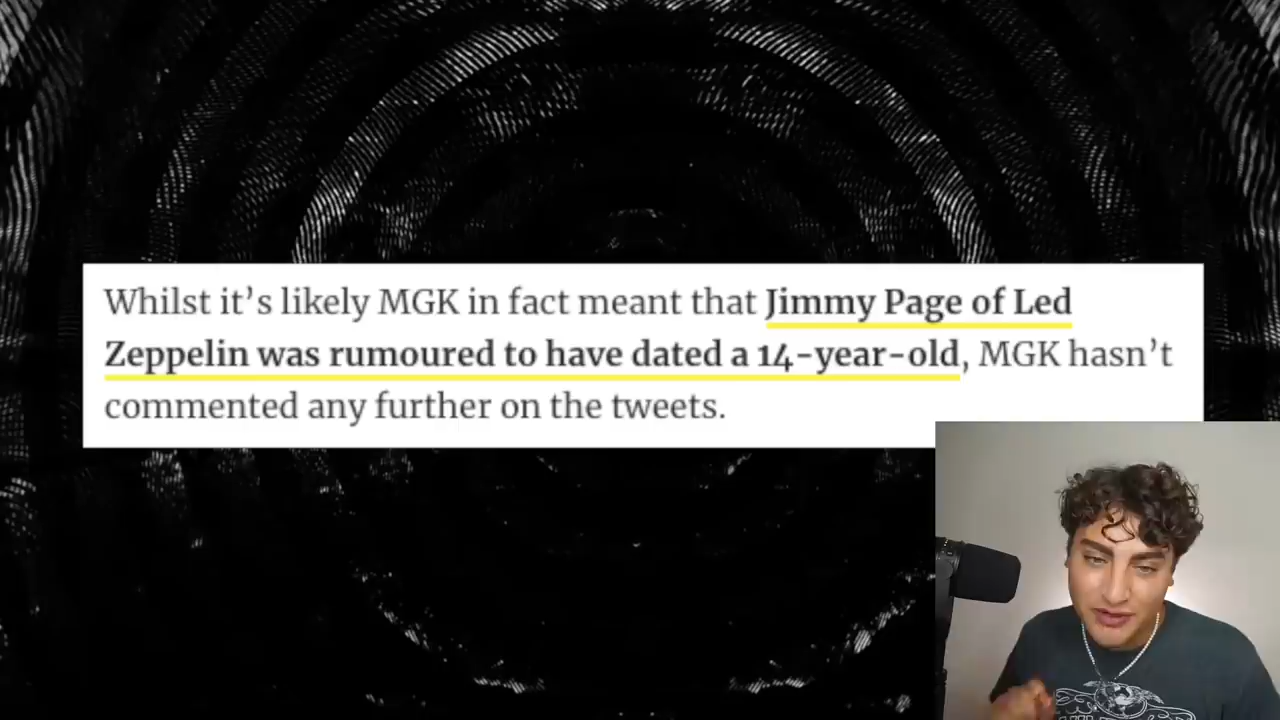 Whilst it’s likely MGK in fact meant that Jimmy Page of Led
Zeppelin was rumoured to have dated a 14-year-old, MGK hasn’t
commented any further on the tweets.